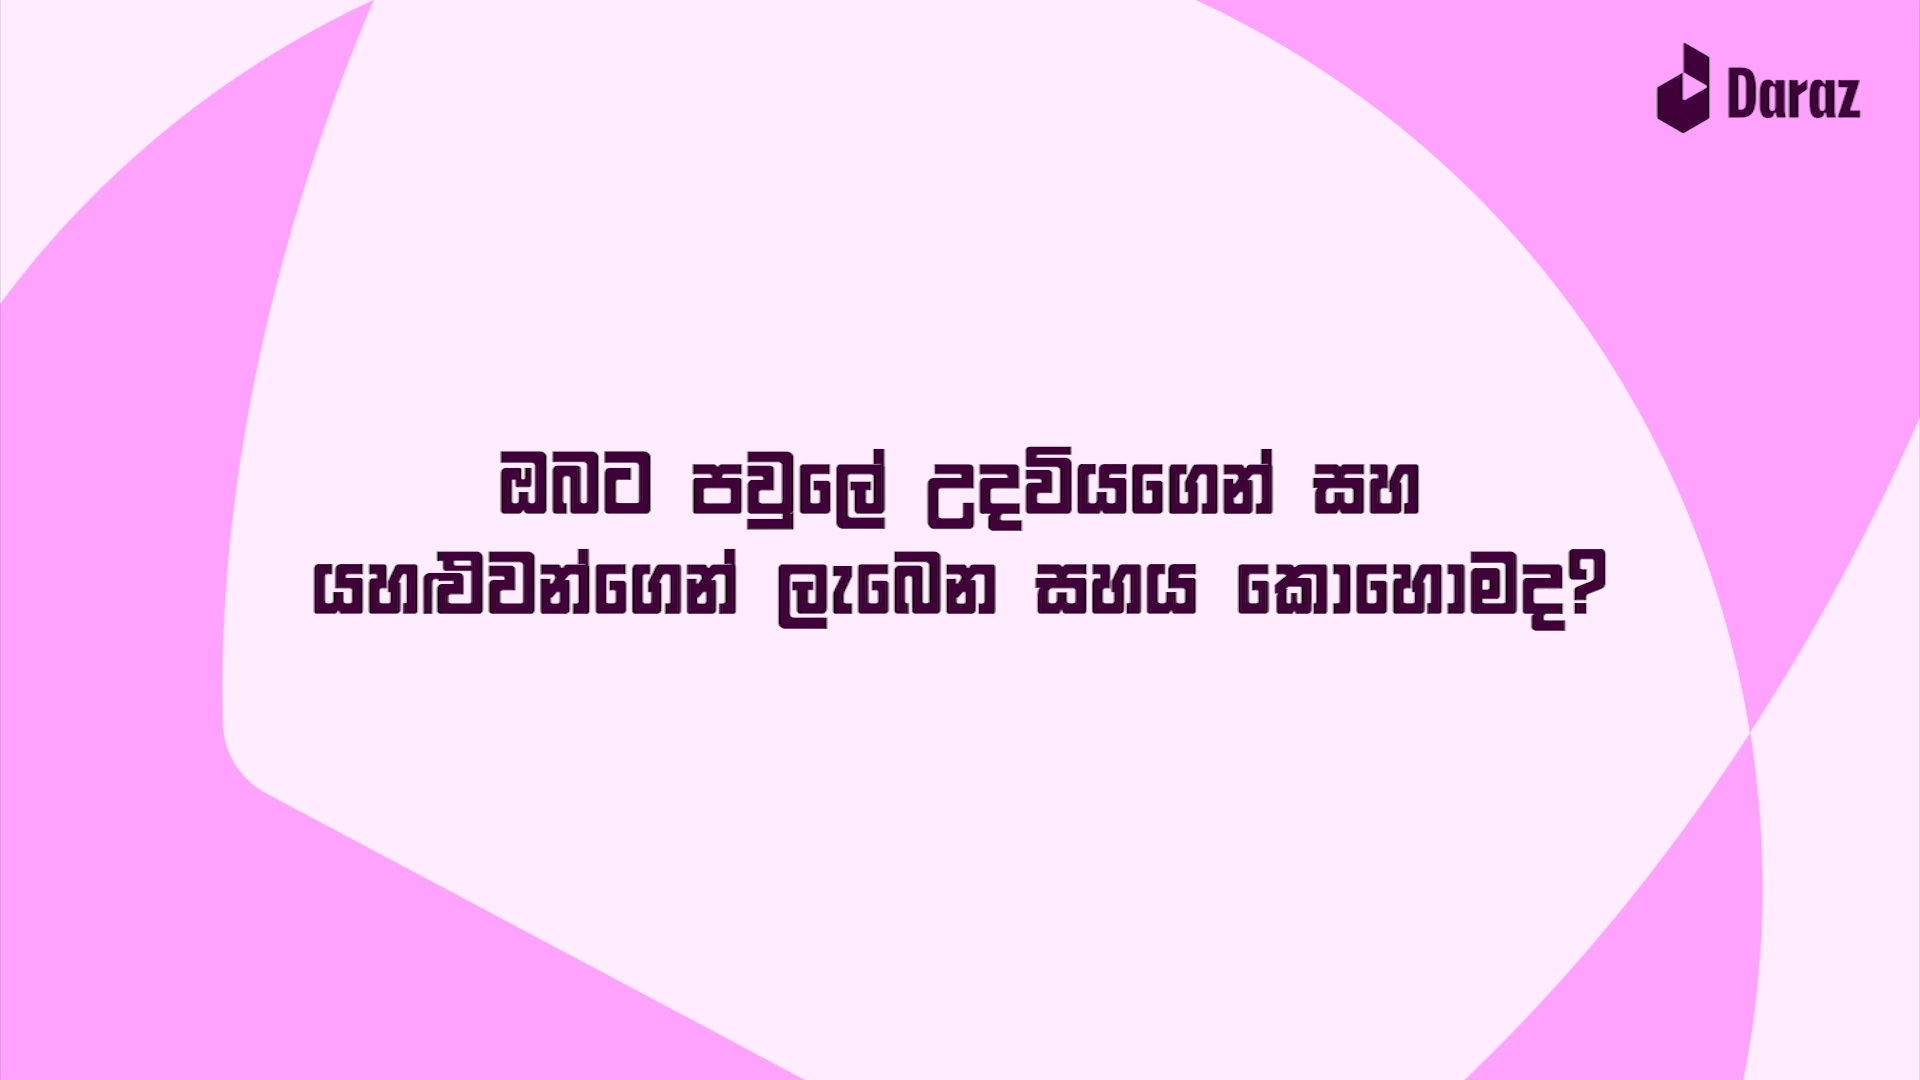 Daraz
ඔබට පවුලේ උදවියගෙන් සහ
යහළුවන්ගෙන් ලැබෙන සහය කොහොමද?